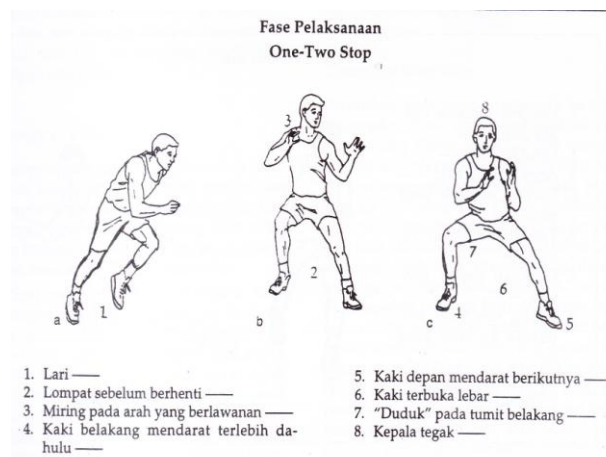 Fase Pelaksanaan
One-Two Stop
3
8
2
7
6
a
1
b
c
4
5
1. Lari ——
2. Lompat sebelum berhenti ——
3. Miring pada arah yang berlawanan ——
4. Kaki belakang mendarat terlebih da-
hulu ——
5. Kaki depan mendarat berikutnya ——
6. Kaki terbuka lebar ——
7. “Duduk” pada tumit belakang ——
8. Kepala tegak ——